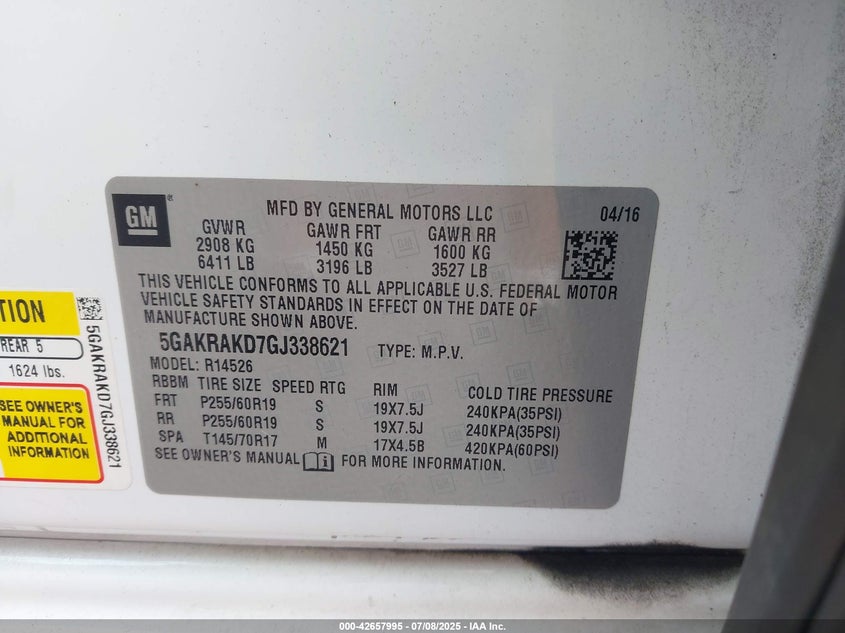 GM
®
MFD BY GENERAL MOTORS LLC
04/16
GVWR GAWR FRT GAWR RR
2908 KG 1450 KG 1600 KG
6411 LB 3196 LB 3527 LB
THIS VEHICLE CONFORMS TO ALL APPLICABLE U.S. FEDERAL MOTOR
VEHICLE SAFETY STANDARDS IN EFFECT ON THE DATE OF
MANUFACTURE SHOWN ABOVE.
5GAKRAKD7GJ338621 TYPE: M.P.V.
MODEL: R14526
RBBM TIRE SIZE SPEED RTG RIM COLD TIRE PRESSURE
FRT P255/60R19 S 19X7.5J 240KPA(35PSI)
RR P255/60R19 S 19X7.5J 240KPA(35PSI)
SPA T145/70R17 M 17X4.5B 420KPA(60PSI)
SEE OWNER'S MANUAL i FOR MORE INFORMATION.
REAR 5
1624 lbs.
SEE OWNER'S
MANUAL FOR
ADDITIONAL
INFORMATION
5GAKRAKD7GJ338621
000-42657995 - 07/08/2025 - IAA Inc.